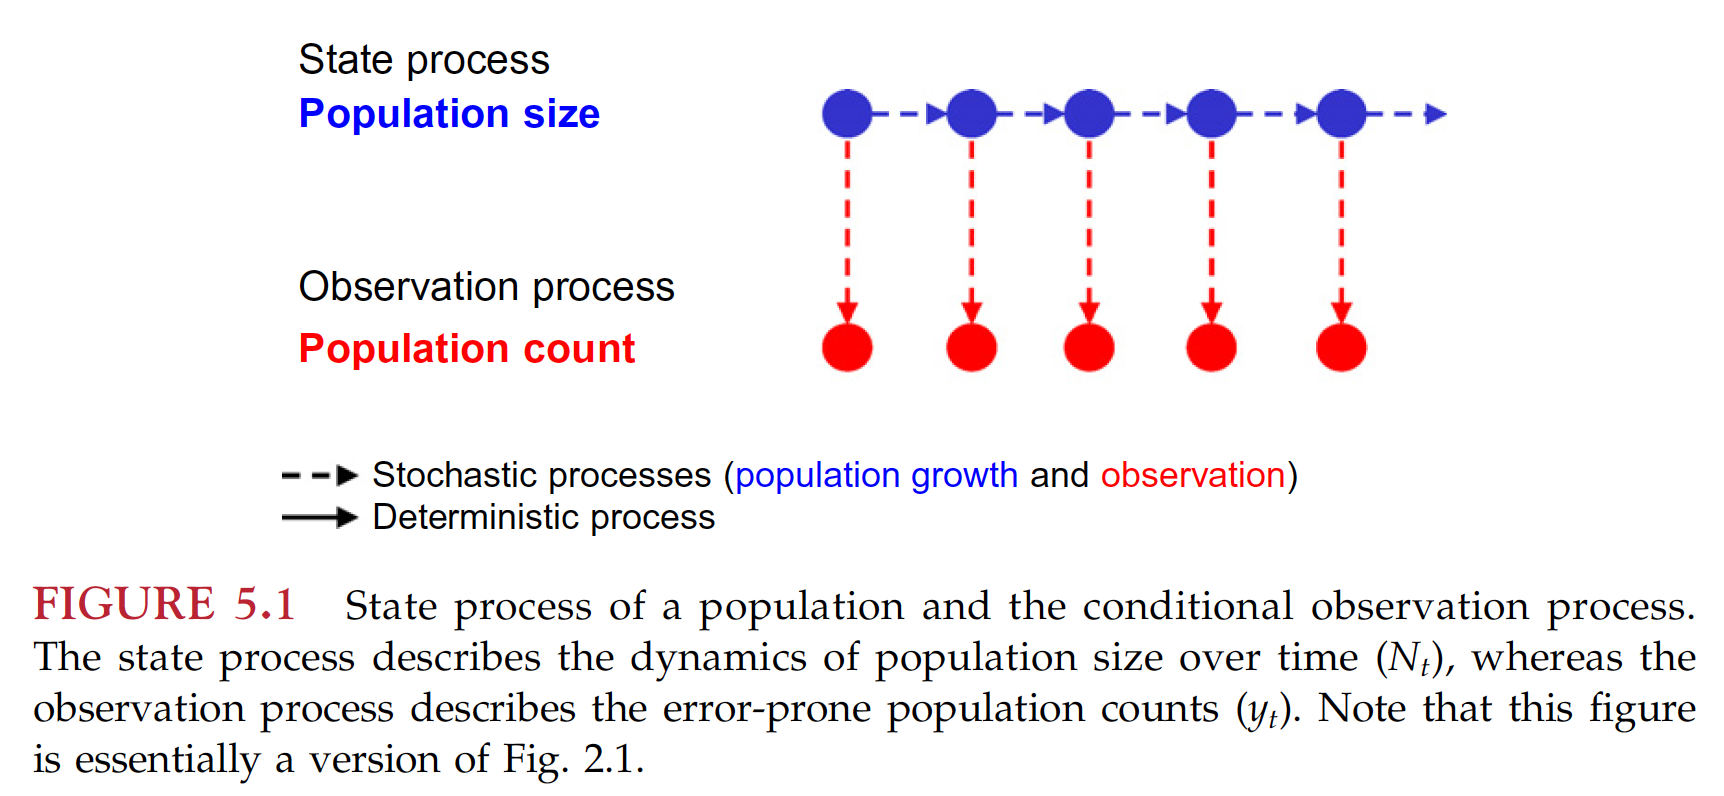 State process
Population size
Observation process
Population count
Stochastic processes (population growth and observation)
Deterministic process
FIGURE 5.1 State process of a population and the conditional observation process.
The state process describes the dynamics of population size over time (Nt), whereas the
observation process describes the error-prone population counts (yt). Note that this figure
is essentially a version of Fig. 2.1.